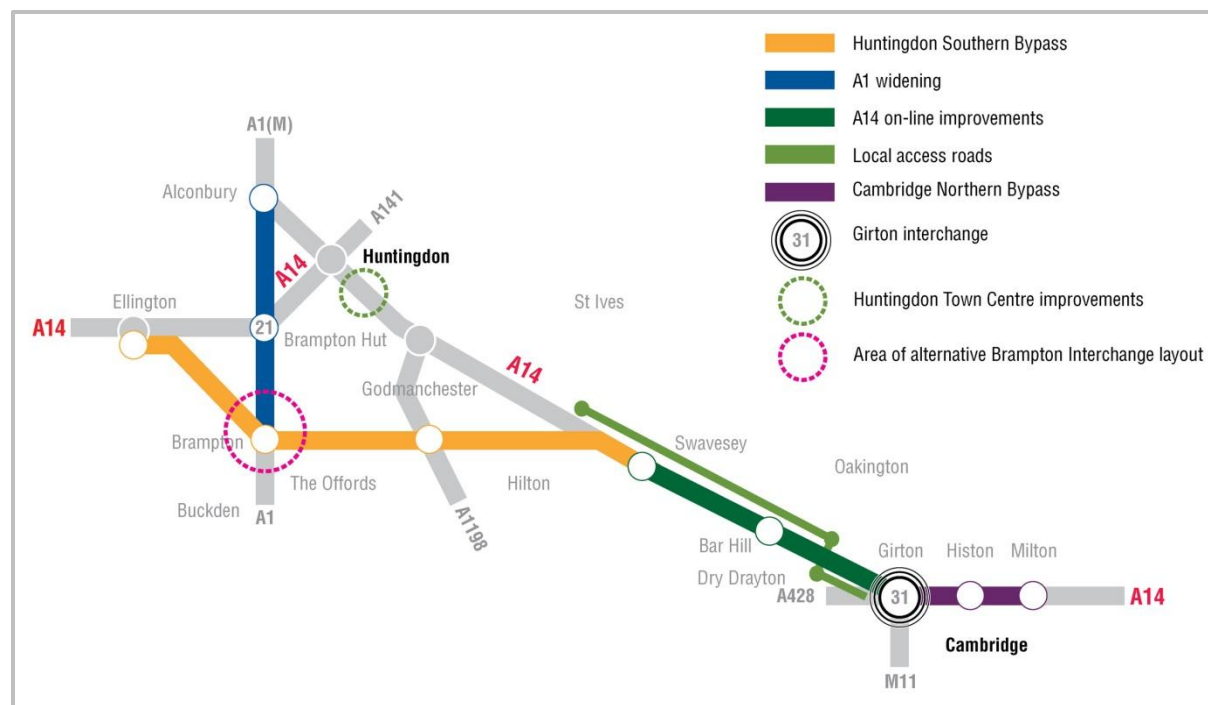 Huntingdon Southern Bypass
A1 widening
A14 on-line improvements
Local access roads
Cambridge Northern Bypass
31
Girton interchange
Huntingdon Town Centre improvements
Area of alternative Brampton Interchange layout
A1(M)
Alconbury
A141
Huntingdon
A14
Ellington
St Ives
A14
21
Brampton Hut
A14
Godmanchester
Brampton
Swavesey
Oakington
The Offords
Hilton
Buckden
A1
A1198
Bar Hill
Girton
Histon
Milton
Dry Drayton
A428
31
A14
Cambridge
M11